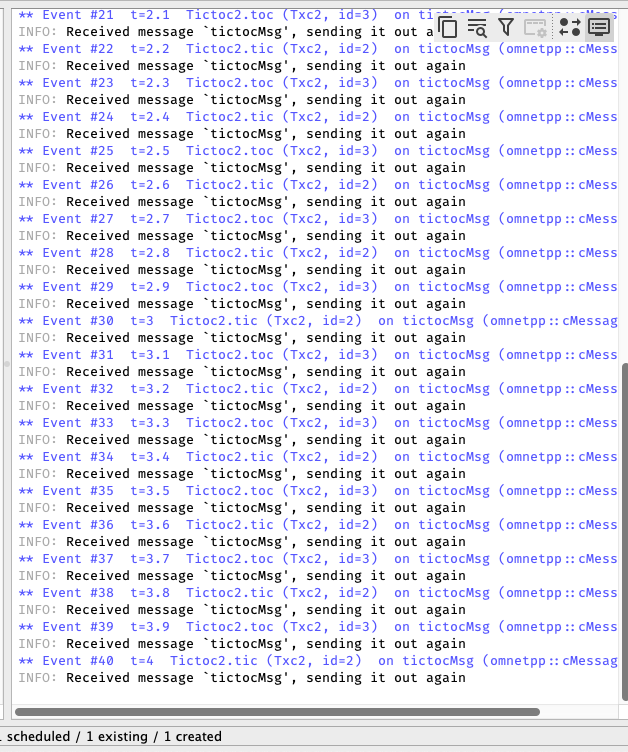 ** Event #21  t=2.1  Tictoc2.toc (Txc2, id=3)  on tictocMsg (omnetpp::cMess
INFO: Received message `tictocMsg', sending it out a
** Event #22  t=2.2  Tictoc2.tic (Txc2, id=2)  on tictocMsg (omnetpp::cMess
INFO: Received message `tictocMsg', sending it out again
** Event #23  t=2.3  Tictoc2.toc (Txc2, id=3)  on tictocMsg (omnetpp::cMess
INFO: Received message `tictocMsg', sending it out again
** Event #24  t=2.4  Tictoc2.tic (Txc2, id=2)  on tictocMsg (omnetpp::cMess
INFO: Received message `tictocMsg', sending it out again
** Event #25  t=2.5  Tictoc2.toc (Txc2, id=3)  on tictocMsg (omnetpp::cMess
INFO: Received message `tictocMsg', sending it out again
** Event #26  t=2.6  Tictoc2.tic (Txc2, id=2)  on tictocMsg (omnetpp::cMess
INFO: Received message `tictocMsg', sending it out again
** Event #27  t=2.7  Tictoc2.toc (Txc2, id=3)  on tictocMsg (omnetpp::cMess
INFO: Received message `tictocMsg', sending it out again
** Event #28  t=2.8  Tictoc2.tic (Txc2, id=2)  on tictocMsg (omnetpp::cMess
INFO: Received message `tictocMsg', sending it out again
** Event #29  t=2.9  Tictoc2.toc (Txc2, id=3)  on tictocMsg (omnetpp::cMess
INFO: Received message `tictocMsg', sending it out again
** Event #30  t=3  Tictoc2.tic (Txc2, id=2)  on tictocMsg (omnetpp::cMessag
INFO: Received message `tictocMsg', sending it out again
** Event #31  t=3.1  Tictoc2.toc (Txc2, id=3)  on tictocMsg (omnetpp::cMess
INFO: Received message `tictocMsg', sending it out again
** Event #32  t=3.2  Tictoc2.tic (Txc2, id=2)  on tictocMsg (omnetpp::cMess
INFO: Received message `tictocMsg', sending it out again
** Event #33  t=3.3  Tictoc2.toc (Txc2, id=3)  on tictocMsg (omnetpp::cMess
INFO: Received message `tictocMsg', sending it out again
** Event #34  t=3.4  Tictoc2.tic (Txc2, id=2)  on tictocMsg (omnetpp::cMess
INFO: Received message `tictocMsg', sending it out again
** Event #35  t=3.5  Tictoc2.toc (Txc2, id=3)  on tictocMsg (omnetpp::cMess
INFO: Received message `tictocMsg', sending it out again
** Event #36  t=3.6  Tictoc2.tic (Txc2, id=2)  on tictocMsg (omnetpp::cMess
INFO: Received message `tictocMsg', sending it out again
** Event #37  t=3.7  Tictoc2.toc (Txc2, id=3)  on tictocMsg (omnetpp::cMess
INFO: Received message `tictocMsg', sending it out again
** Event #38  t=3.8  Tictoc2.tic (Txc2, id=2)  on tictocMsg (omnetpp::cMess
INFO: Received message `tictocMsg', sending it out again
** Event #39  t=3.9  Tictoc2.toc (Txc2, id=3)  on tictocMsg (omnetpp::cMess
INFO: Received message `tictocMsg', sending it out again
** Event #40  t=4  Tictoc2.tic (Txc2, id=2)  on tictocMsg (omnetpp::cMessag
INFO: Received message `tictocMsg', sending it out again
scheduled / 1 existing / 1 created